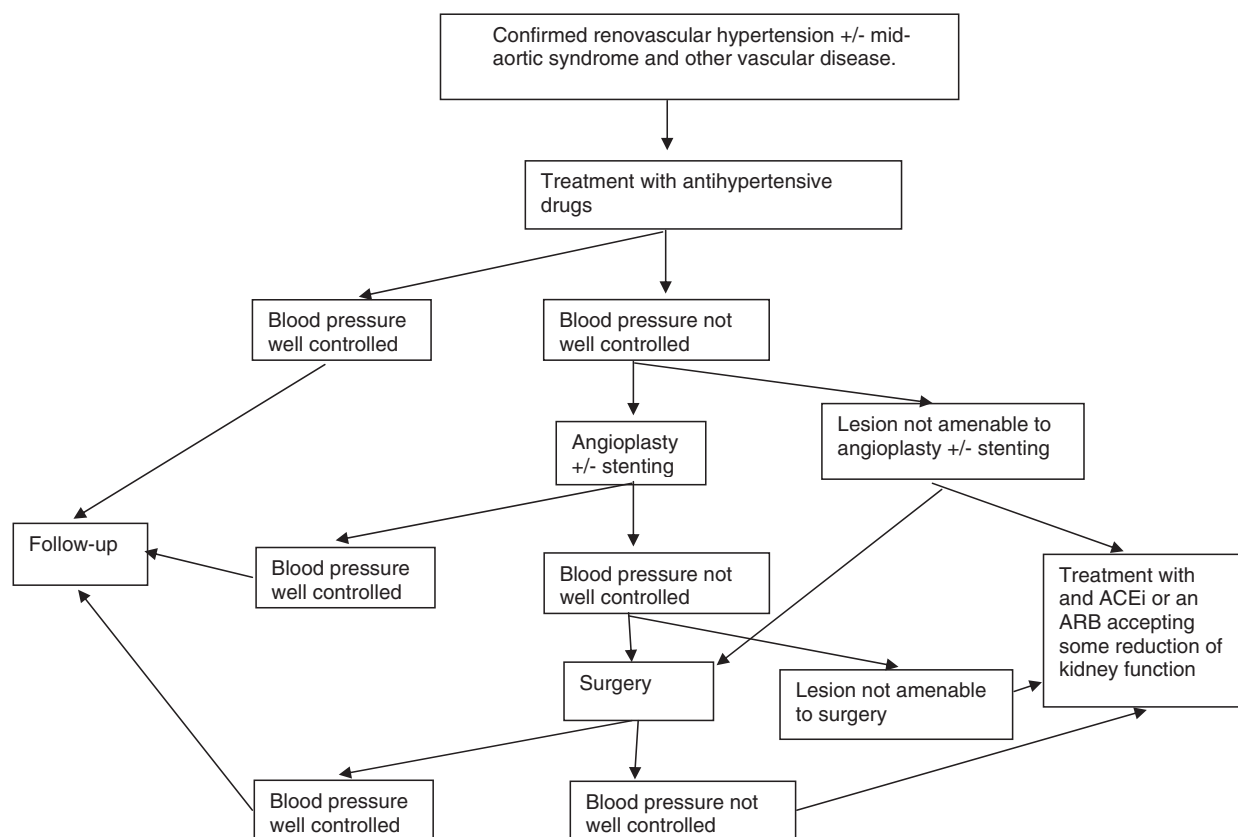 Confirmed renovascular hypertension +/- mid-
aortic syndrome and other vascular disease.
Treatment with antihypertensive
drugs
Blood pressure
well controlled
Blood pressure not
well controlled
Angioplasty
+/- stenting
Lesion not amenable to
angioplasty +/- stenting
Follow-up
Blood pressure
well controlled
Blood pressure not
well controlled
Treatment with
and ACEi or an
ARB accepting
some reduction of
kidney function
Surgery
Lesion not amenable
to surgery
Blood pressure
well controlled
Blood pressure not
well controlled